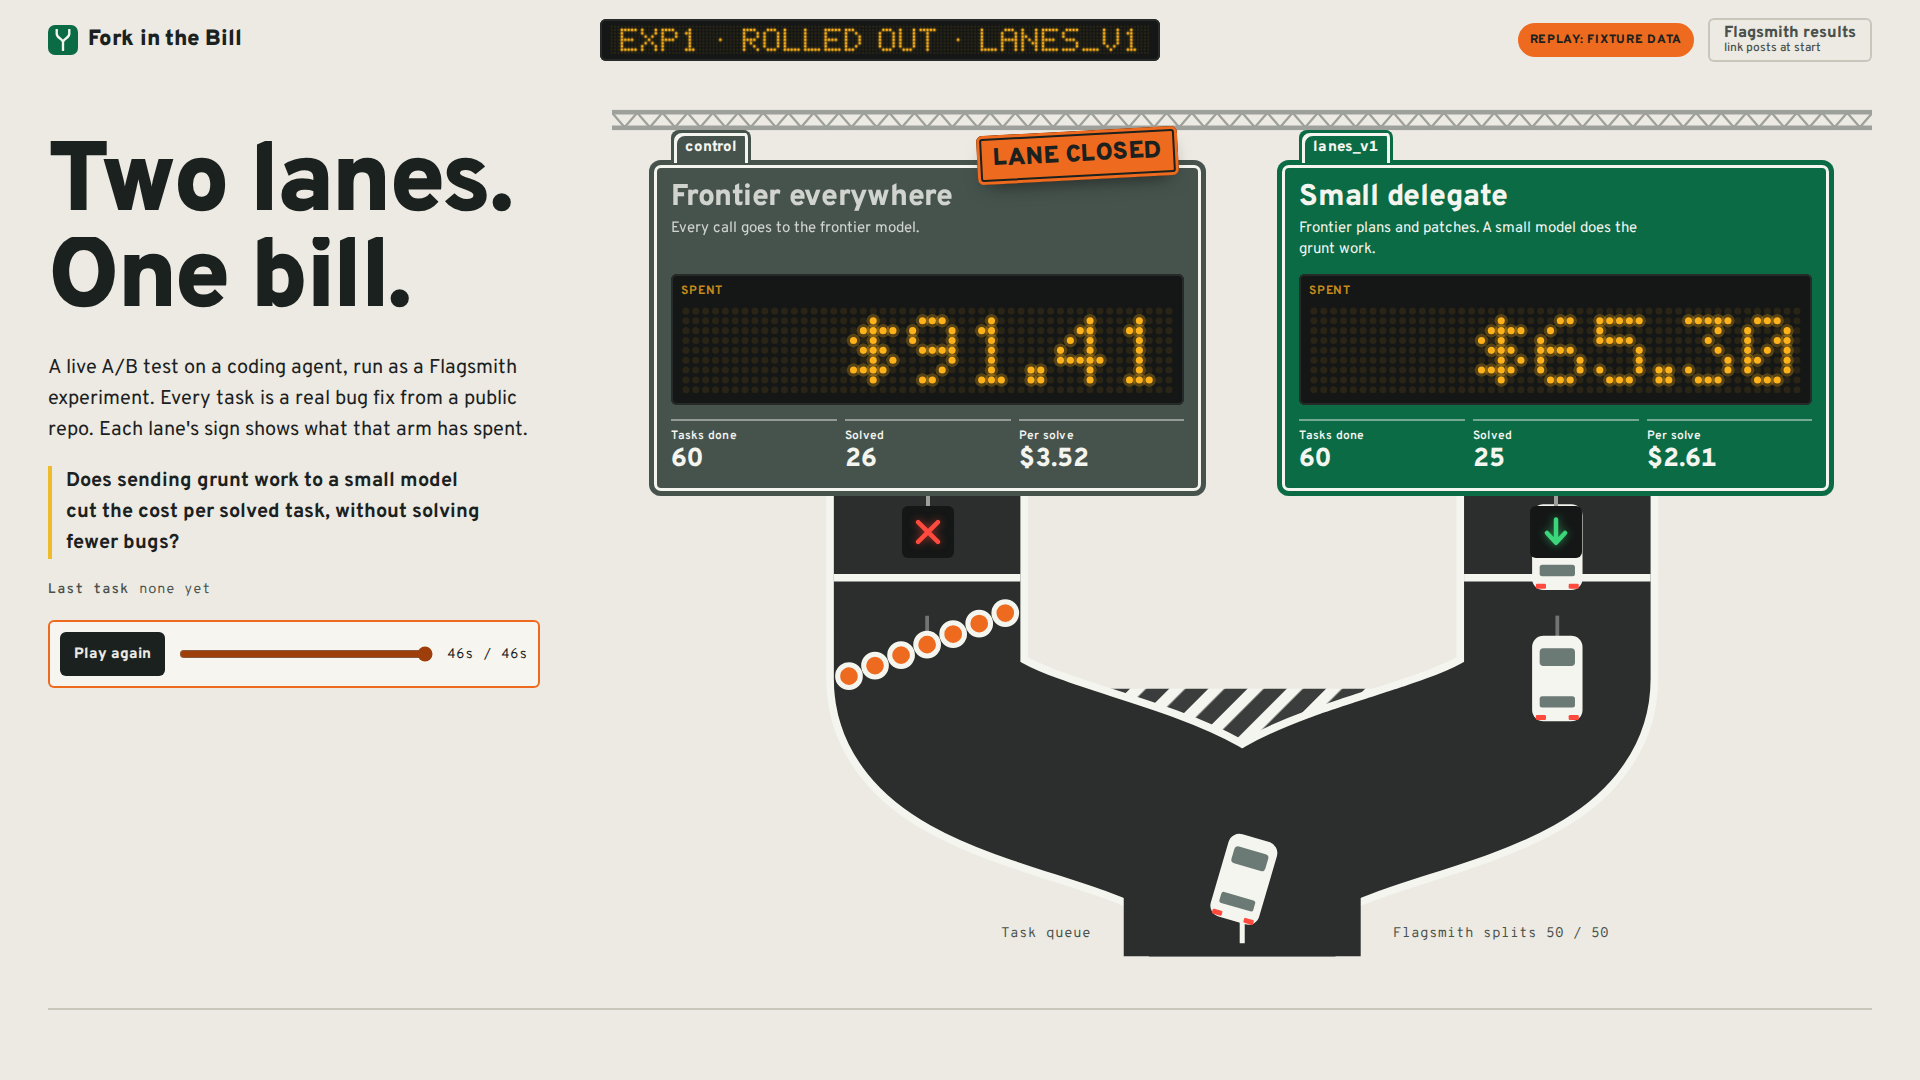 Fork in the Bill
EXP1 · ROLLED OUT · LANES_V1
REPLAY: FIXTURE DATA
Flagsmith results
link posts at start
Two lanes.
One bill.
A live A/B test on a coding agent, run as a Flagsmith
experiment. Every task is a real bug fix from a public
repo. Each lane's sign shows what that arm has spent.
Does sending grunt work to a small model
cut the cost per solved task, without solving
fewer bugs?
Last task none yet
Play again
46s / 46s
control
LANE CLOSED
Frontier everywhere
Every call goes to the frontier model.
SPENT
$91.41
Tasks done
60
Solved
26
Per solve
$3.52
lanes_v1
Small delegate
Frontier plans and patches. A small model does the
grunt work.
SPENT
$65.30
Tasks done
60
Solved
25
Per solve
$2.61
Task queue
Flagsmith splits 50 / 50